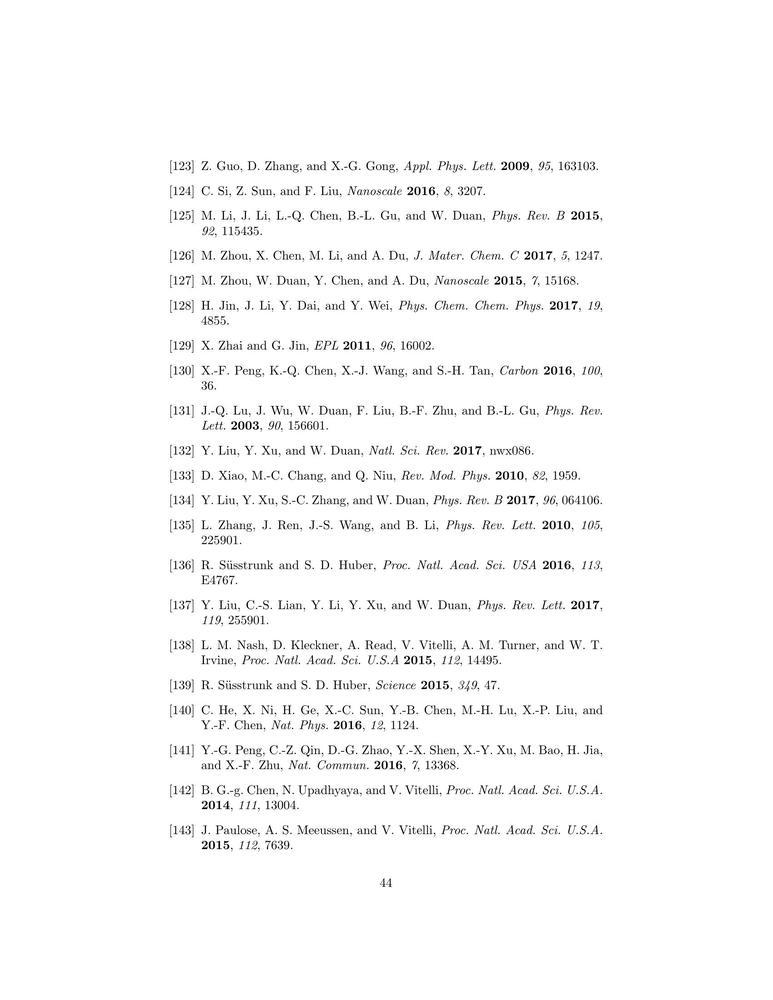 [123] Z. Guo, D. Zhang, and X.-G. Gong, Appl. Phys. Lett. 2009, 95, 163103.
[124] C. Si, Z. Sun, and F. Liu, Nanoscale 2016, 8, 3207.
[125] M. Li, J. Li, L.-Q. Chen, B.-L. Gu, and W. Duan, Phys. Rev. B 2015,
92, 115435.
[126] M. Zhou, X. Chen, M. Li, and A. Du, J. Mater. Chem. C 2017, 5, 1247.
[127] M. Zhou, W. Duan, Y. Chen, and A. Du, Nanoscale 2015, 7, 15168.
[128] H. Jin, J. Li, Y. Dai, and Y. Wei, Phys. Chem. Chem. Phys. 2017, 19,
4855.
[129] X. Zhai and G. Jin, EPL 2011, 96, 16002.
[130] X.-F. Peng, K.-Q. Chen, X.-J. Wang, and S.-H. Tan, Carbon 2016, 100,
36.
[131] J.-Q. Lu, J. Wu, W. Duan, F. Liu, B.-F. Zhu, and B.-L. Gu, Phys. Rev.
Lett. 2003, 90, 156601.
[132] Y. Liu, Y. Xu, and W. Duan, Natl. Sci. Rev. 2017, nwx086.
[133] D. Xiao, M.-C. Chang, and Q. Niu, Rev. Mod. Phys. 2010, 82, 1959.
[134] Y. Liu, Y. Xu, S.-C. Zhang, and W. Duan, Phys. Rev. B 2017, 96, 064106.
[135] L. Zhang, J. Ren, J.-S. Wang, and B. Li, Phys. Rev. Lett. 2010, 105,
225901.
[136] R. Süsstrunk and S. D. Huber, Proc. Natl. Acad. Sci. USA 2016, 113,
E4767.
[137] Y. Liu, C.-S. Lian, Y. Li, Y. Xu, and W. Duan, Phys. Rev. Lett. 2017,
119, 255901.
[138] L. M. Nash, D. Kleckner, A. Read, V. Vitelli, A. M. Turner, and W. T.
Irvine, Proc. Natl. Acad. Sci. U.S.A 2015, 112, 14495.
[139] R. Süsstrunk and S. D. Huber, Science 2015, 349, 47.
[140] C. He, X. Ni, H. Ge, X.-C. Sun, Y.-B. Chen, M.-H. Lu, X.-P. Liu, and
Y.-F. Chen, Nat. Phys. 2016, 12, 1124.
[141] Y.-G. Peng, C.-Z. Qin, D.-G. Zhao, Y.-X. Shen, X.-Y. Xu, M. Bao, H. Jia,
and X.-F. Zhu, Nat. Commun. 2016, 7, 13368.
[142] B. G.-g. Chen, N. Upadhyaya, and V. Vitelli, Proc. Natl. Acad. Sci. U.S.A.
2014, 111, 13004.
[143] J. Paulose, A. S. Meeussen, and V. Vitelli, Proc. Natl. Acad. Sci. U.S.A.
2015, 112, 7639.
44